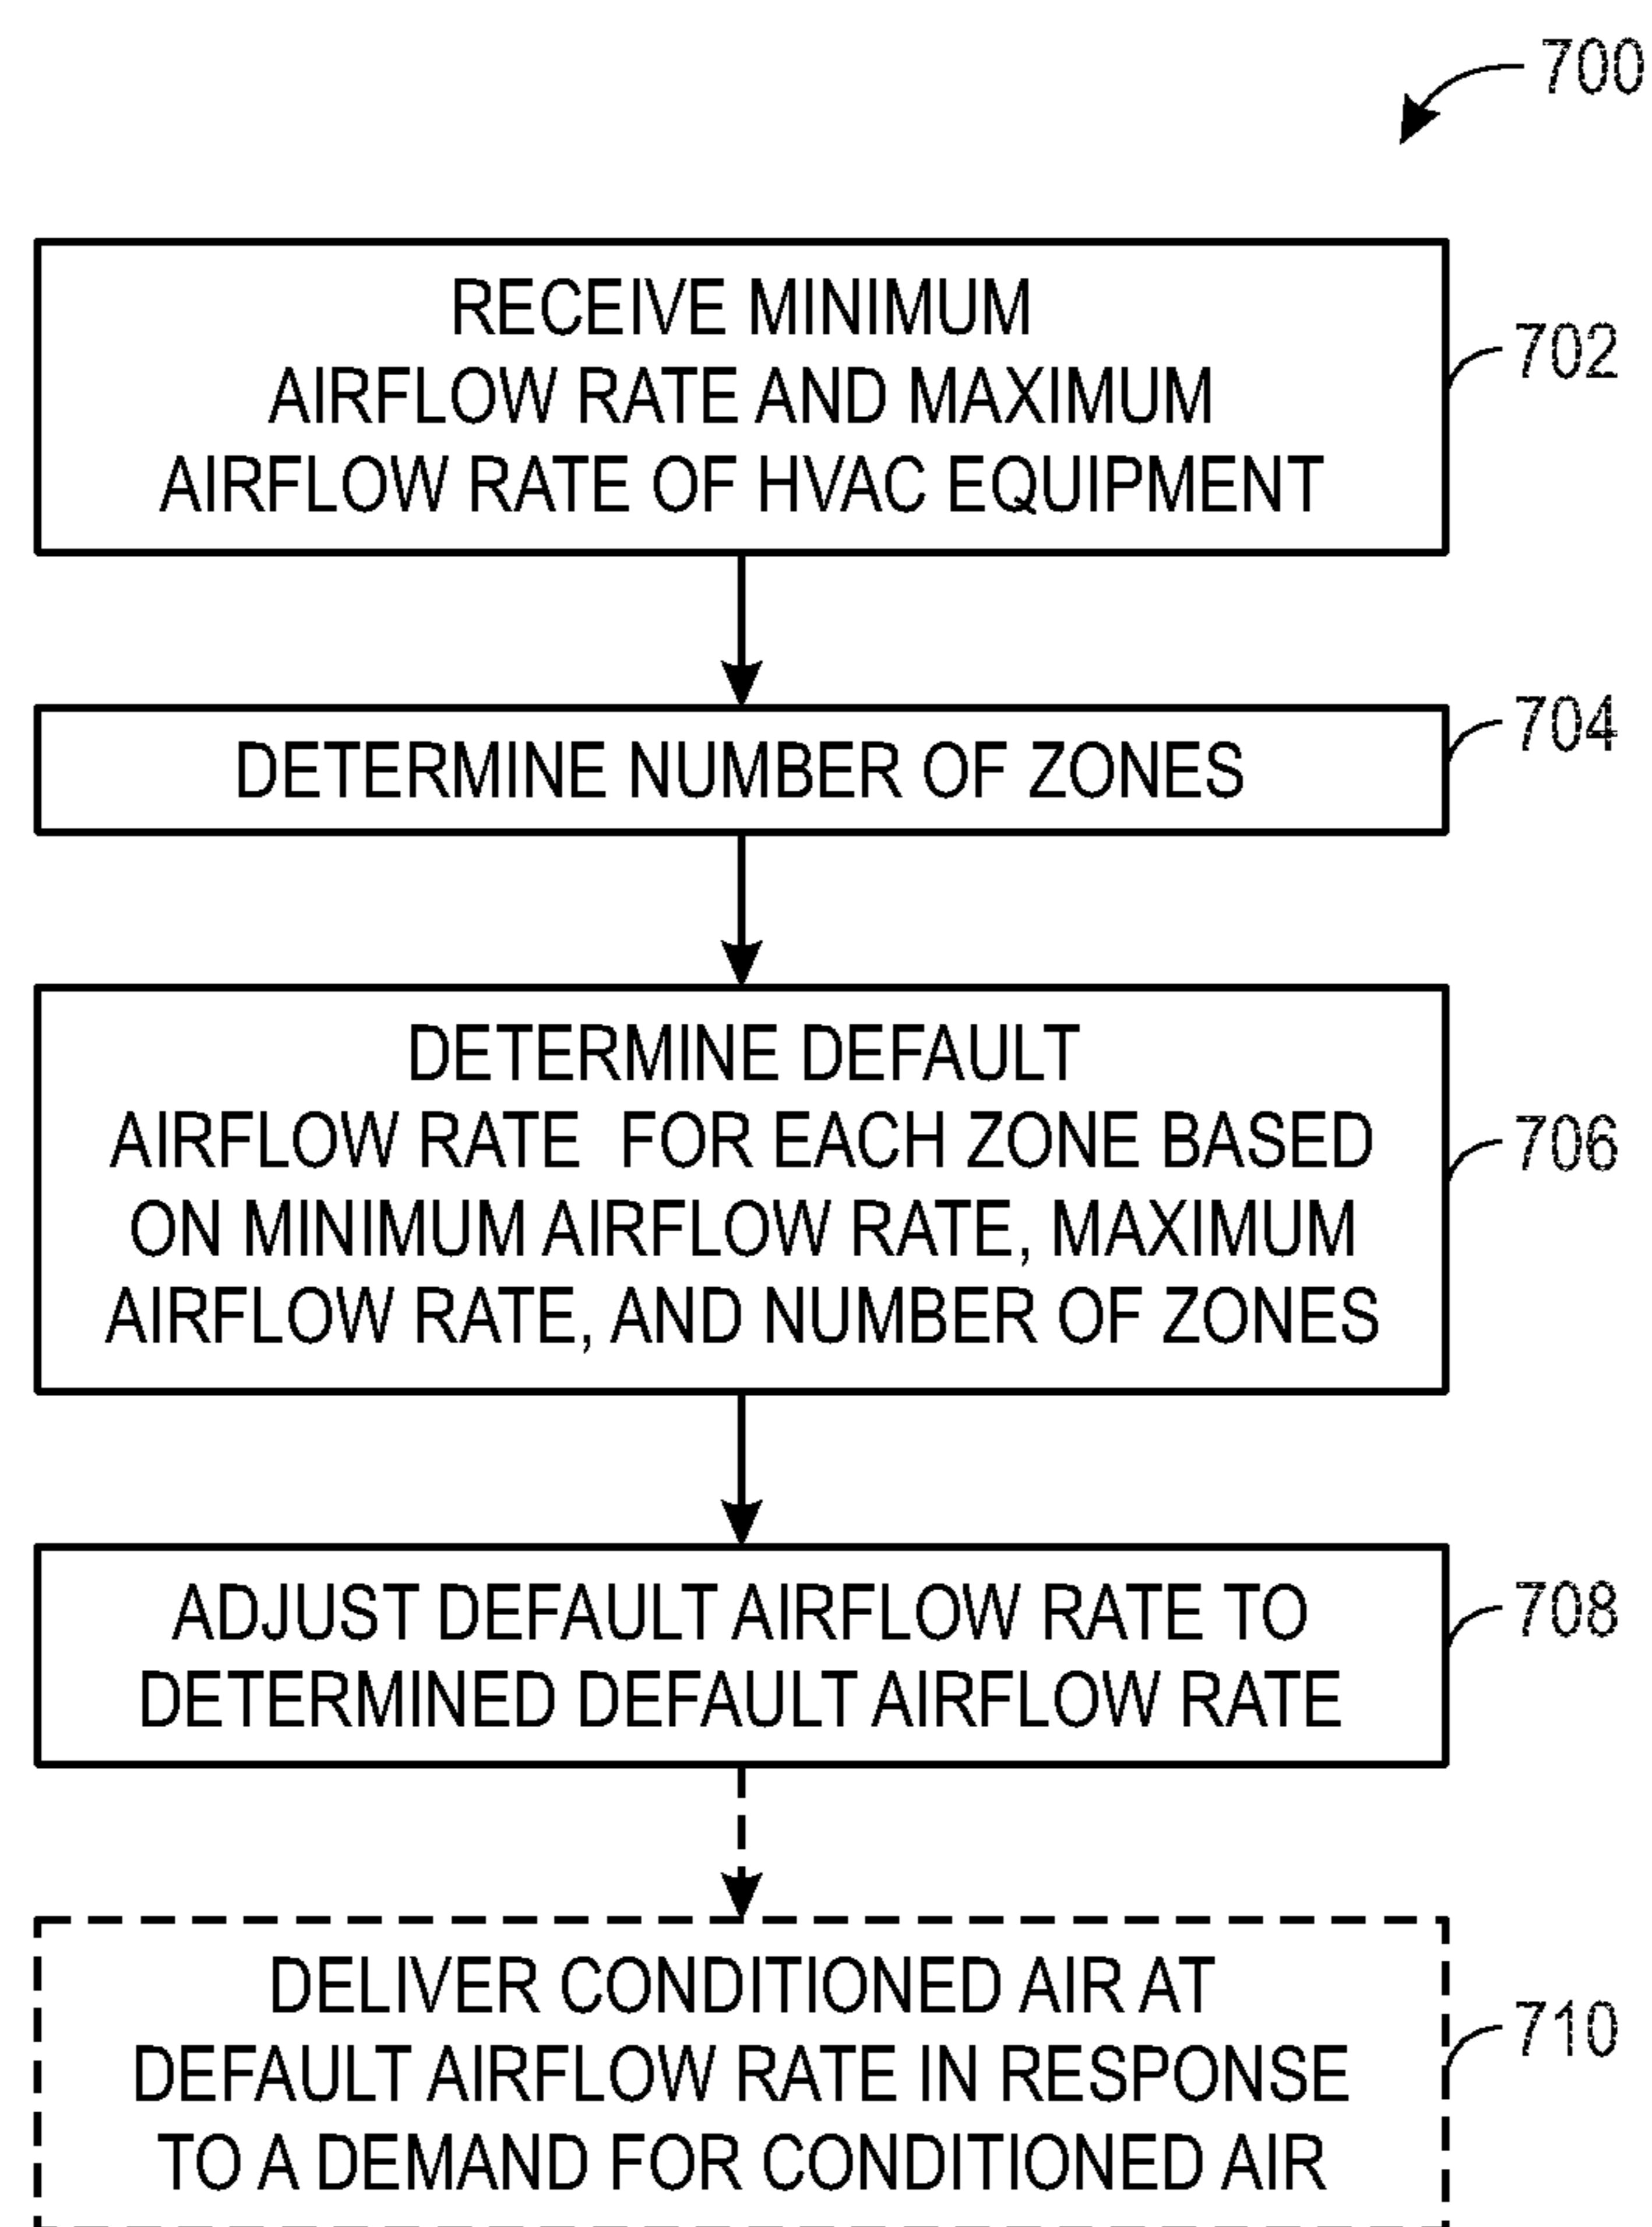 700
RECEIVE MINIMUM
AIRFLOW RATE AND MAXIMUM
AIRFLOW RATE OF HVAC EQUIPMENT
702
DETERMINE NUMBER OF ZONES
704
DETERMINE DEFAULT
AIRFLOW RATE FOR EACH ZONE BASED
ON MINIMUM AIRFLOW RATE, MAXIMUM
AIRFLOW RATE, AND NUMBER OF ZONES
706
ADJUST DEFAULT AIRFLOW RATE TO
DETERMINED DEFAULT AIRFLOW RATE
708
DELIVER CONDITIONED AIR AT
DEFAULT AIRFLOW RATE IN RESPONSE
TO A DEMAND FOR CONDITIONED AIR
710